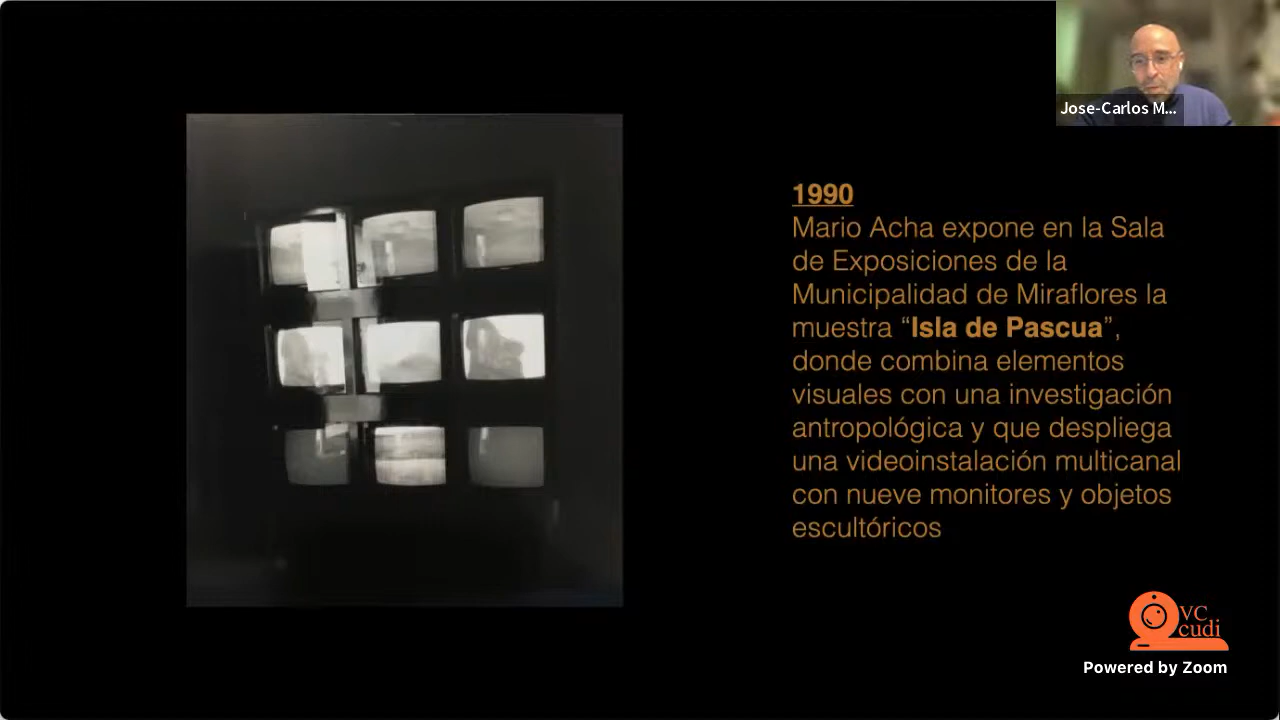 Jose-Carlos M...
1990
Mario Acha expone en la Sala
de Exposiciones de la
Municipalidad de Miraflores la
muestra “Isla de Pascua”,
donde combina elementos
visuales con una investigación
antropológica y que despliega
una videoinstalación multicanal
con nueve monitores y objetos
escultóricos
VC
cudi
Powered by Zoom